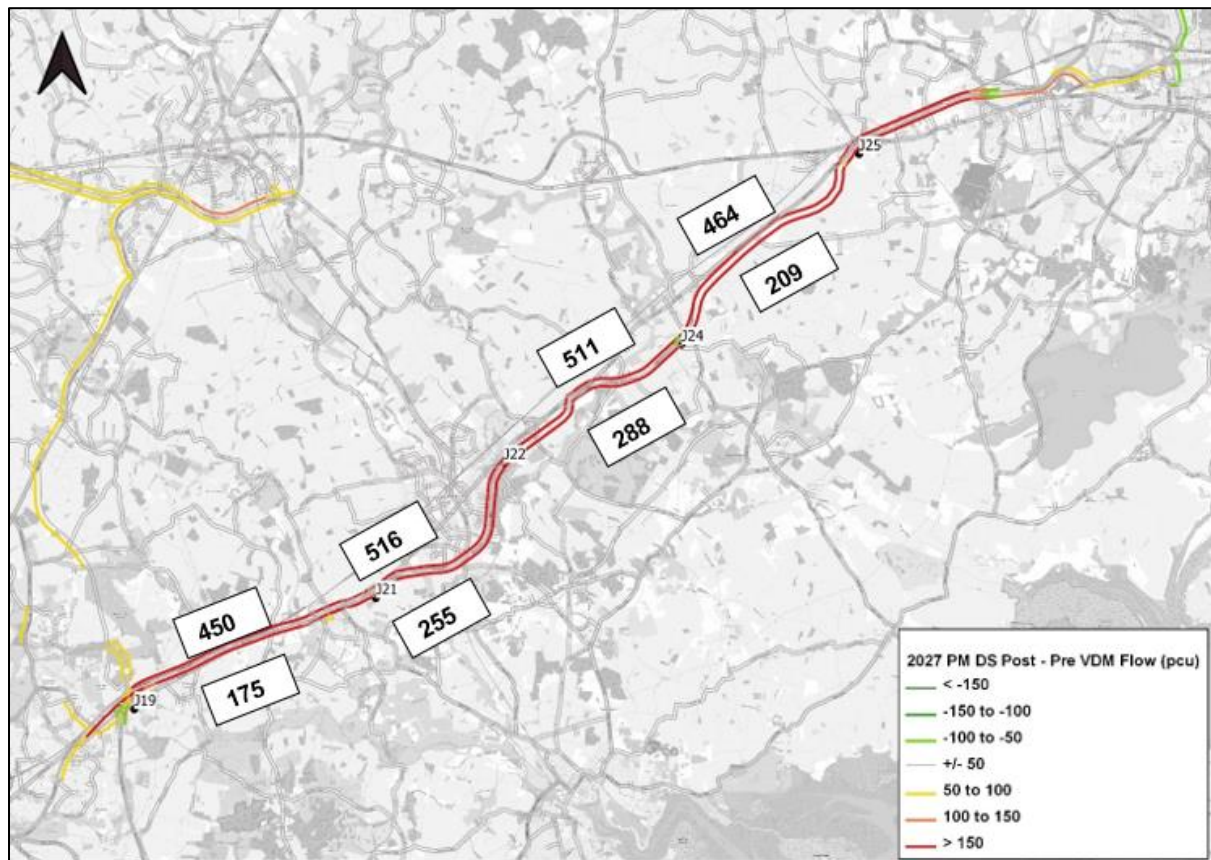 J25
464
209
J24
511
288
J22
516
J21
255
450
175
J19
2027 PM DS Post - Pre VDM Flow (pcu)
< -150
-150 to -100
-100 to -50
+/- 50
50 to 100
100 to 150
> 150